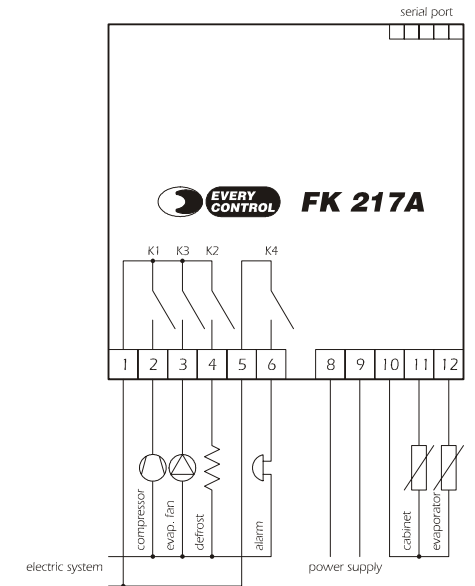 serial port
EVERY
CONTROL
FK 217A
K1 K3 K2 K4
1 2 3 4 5 6 8 9 10 11 12
compressor
evap. fan
defrost
alarm
cabinet
evaporator
electric system
power supply